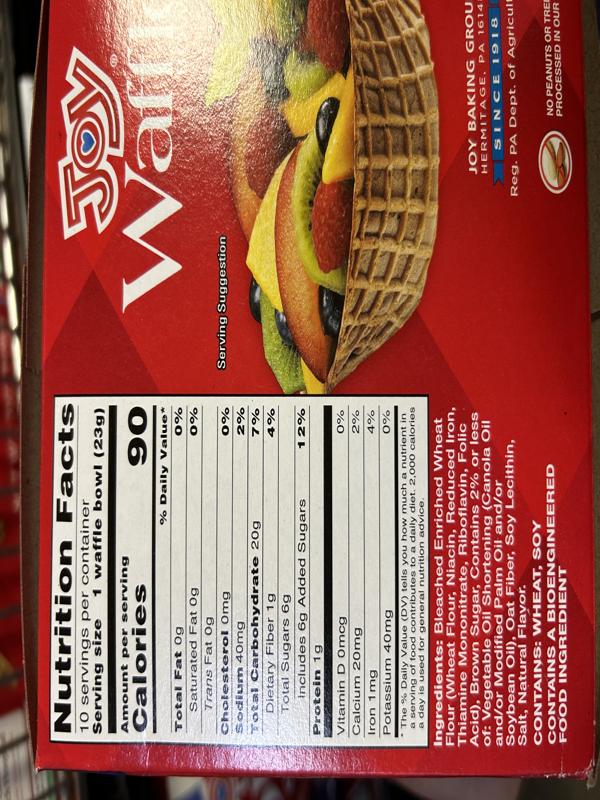 Nutrition Facts
10 servings per container
Serving size 1 waffle bowl (23g)
Amount per serving
Calories 90
% Daily Value*
Total Fat 0g 0%
Saturated Fat 0g 0%
Trans Fat 0g
Cholesterol 0mg 0%
Sodium 40mg 2%
Total Carbohydrate 20g 7%
Dietary Fiber 1g 4%
Total Sugars 6g
Includes 6g Added Sugars 12%
Protein 1g
Vitamin D 0mcg 0%
Calcium 20mg 2%
Iron 1mg 4%
Potassium 40mg 0%
* The % Daily Value (DV) tells you how much a nutrient in
a serving of food contributes to a daily diet. 2,000 calories
a day is used for general nutrition advice.
Ingredients: Bleached Enriched Wheat
Flour (Wheat Flour, Niacin, Reduced Iron,
Thiamine Mononitrate, Riboflavin, Folic
Acid), Brown Sugar, Contains 2% or less
of: Vegetable Oil Shortening (Canola Oil
and/or Modified Palm Oil and/or
Soybean Oil), Oat Fiber, Soy Lecithin,
Salt, Natural Flavor.
CONTAINS: WHEAT, SOY
CONTAINS A BIOENGINEERED
FOOD INGREDIENT
JOY®
Waffl
Serving Suggestion
JOY BAKING GROU
HERMITAGE, PA 1614
SINCE 1918
Reg. PA Dept. of Agricult
NO PEANUTS OR TREE
PROCESSED IN OUR